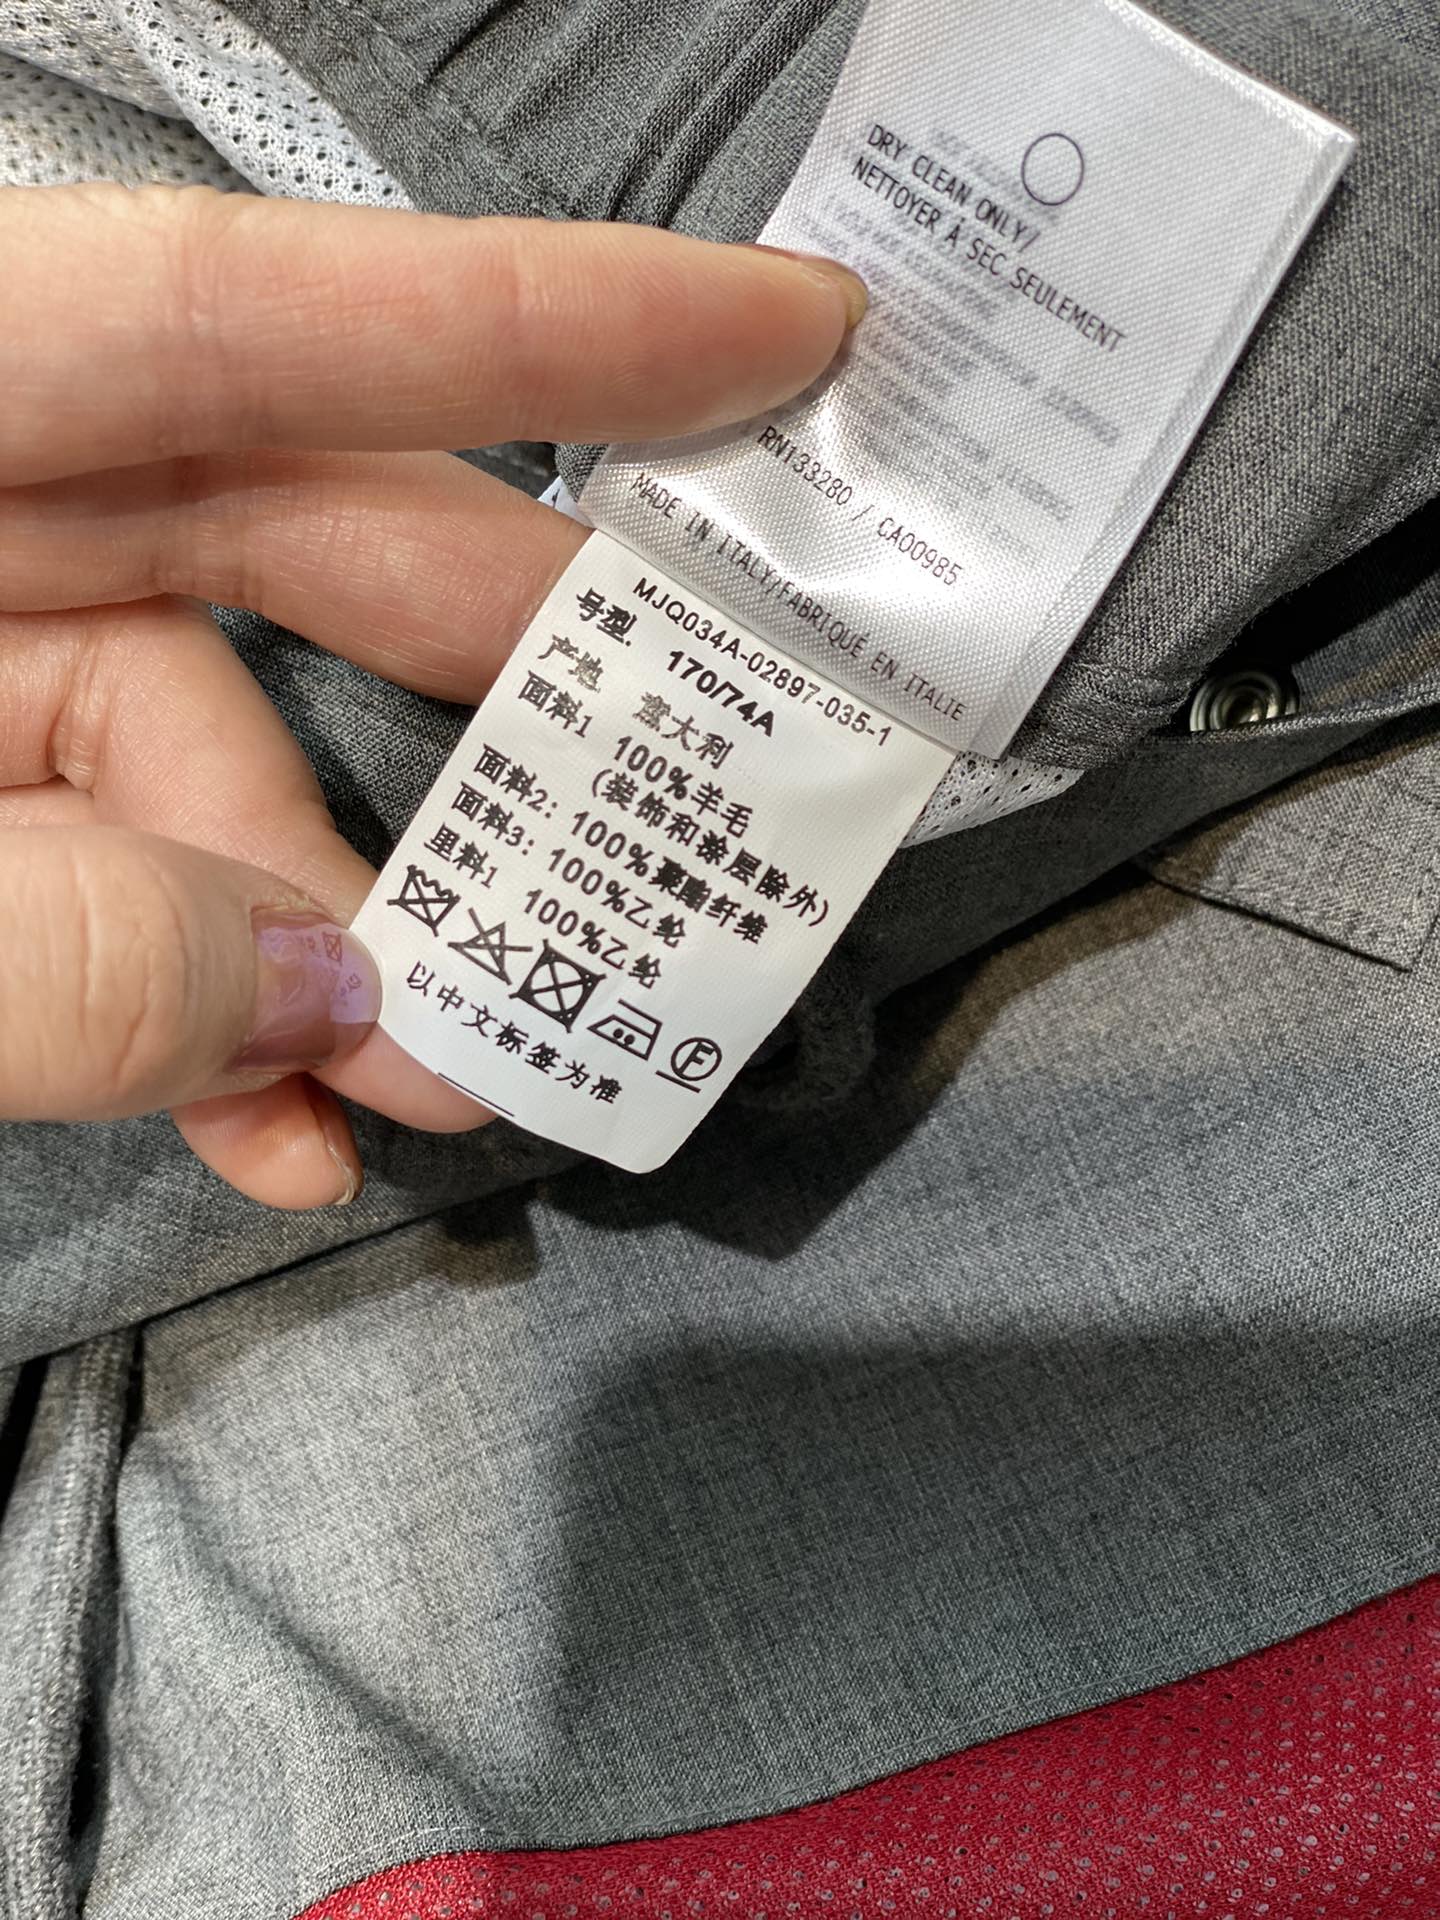 DRY CLEAN ONLY/
NETTOYER À SEC SEULEMENT
RN133280 / CA00985
MADE IN ITALY/FABRIQUÉ EN ITALIE
MJQ034A-02897-035-1
号型. 170/74A
产地 意大利
面料1 100%羊毛
(装饰和涂层除外)
面料2: 100%聚酯纤维
面料3: 100%乙纶
里料1 100%乙纶
F
以中文标签为准